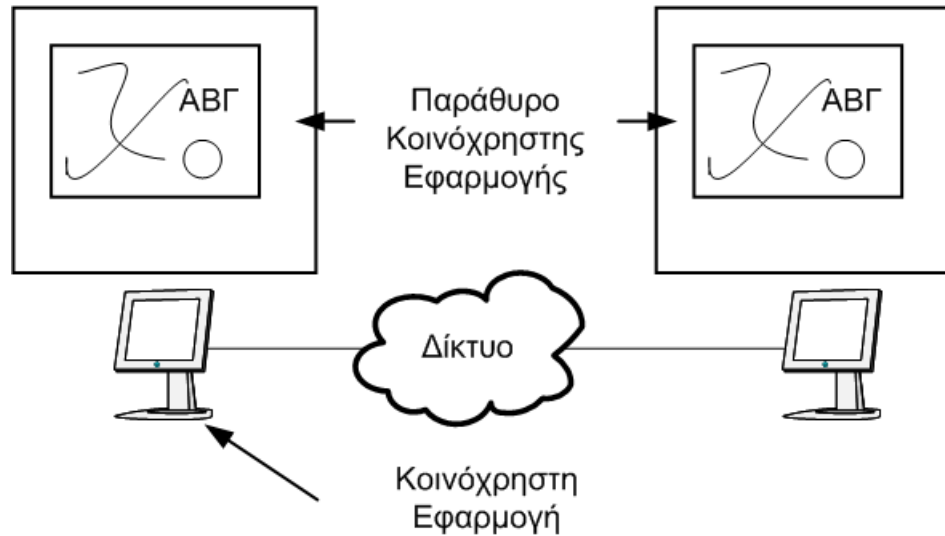 ΑΒΓ
Παράθυρο
Κοινόχρηστης
Εφαρμογής
ΑΒΓ
Δίκτυο
Κοινόχρηστη
Εφαρμογή